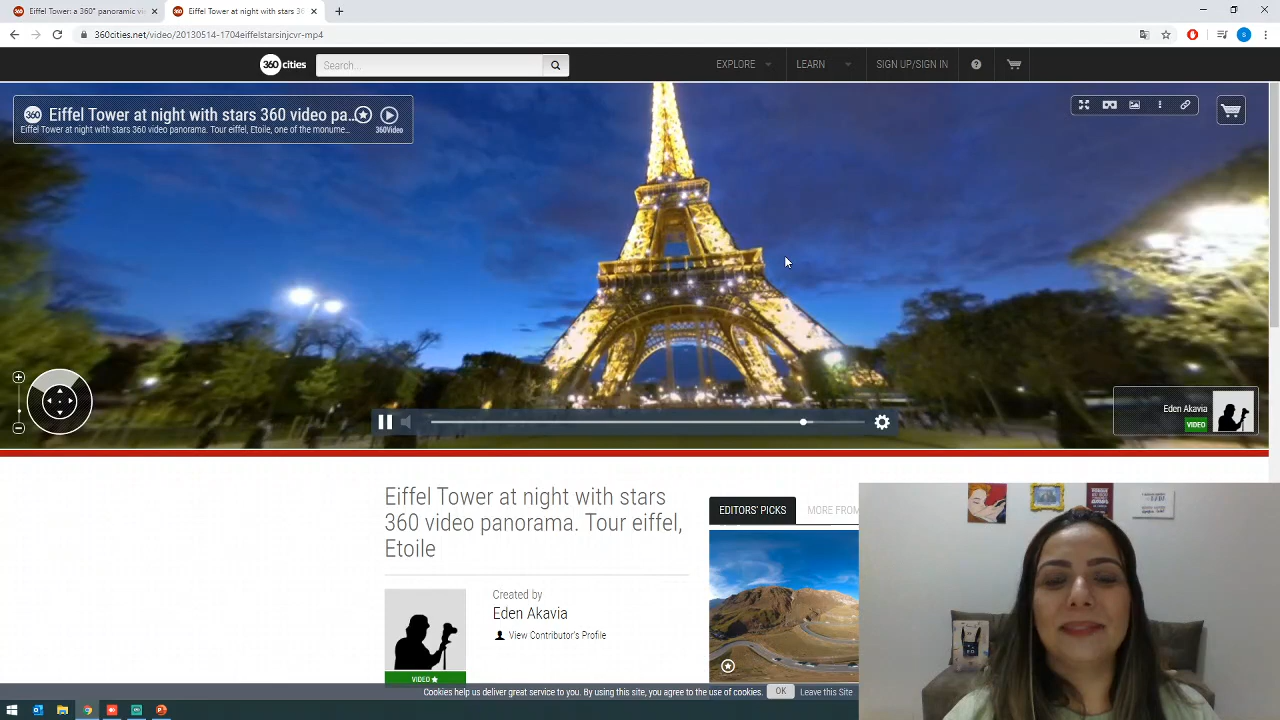 Eiffel Tower: a 360° panoramic vi
Eiffel Tower at night with stars 36
360cities.net/video/20130514-1704eiffelstarsinjcvr-mp4
360 cities
Search...
EXPLORE
LEARN
SIGN UP/SIGN IN
360 Eiffel Tower at night with stars 360 video pa...
Eiffel Tower at night with stars 360 video panorama. Tour eiffel, Etoile, one of the monume...
360Video
Eden Akavia
VIDEO
Eiffel Tower at night with stars
360 video panorama. Tour eiffel,
Etoile
Created by
Eden Akavia
View Contributor's Profile
VIDEO
EDITORS' PICKS
MORE FROM
Cookies help us deliver great service to you. By using this site, you agree to the use of cookies. OK Leave this Site